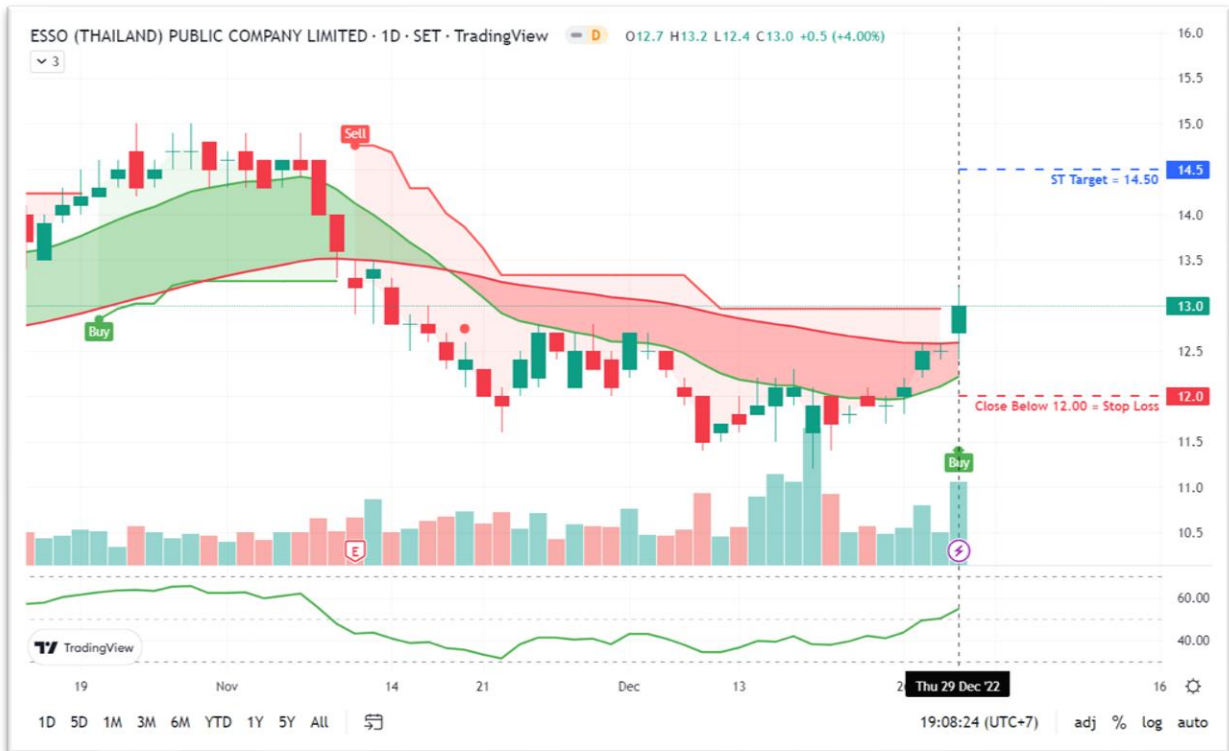 ESSO (THAILAND) PUBLIC COMPANY LIMITED · 1D · SET · TradingView D O12.7 H13.2 L12.4 C13.0 +0.5 (+4.00%)
3
16.0
15.5
15.0
Sell
14.5
ST Target = 14.50
14.0
13.5
13.0
Buy
12.5
12.0
Close Below 12.00 = Stop Loss
11.5
Buy
11.0
10.5
E
60.00
40.00
TradingView
19 Nov 14 21 Dec 13 Thu 29 Dec '22 16
1D 5D 1M 3M 6M YTD 1Y 5Y All 19:08:24 (UTC+7) adj % log auto